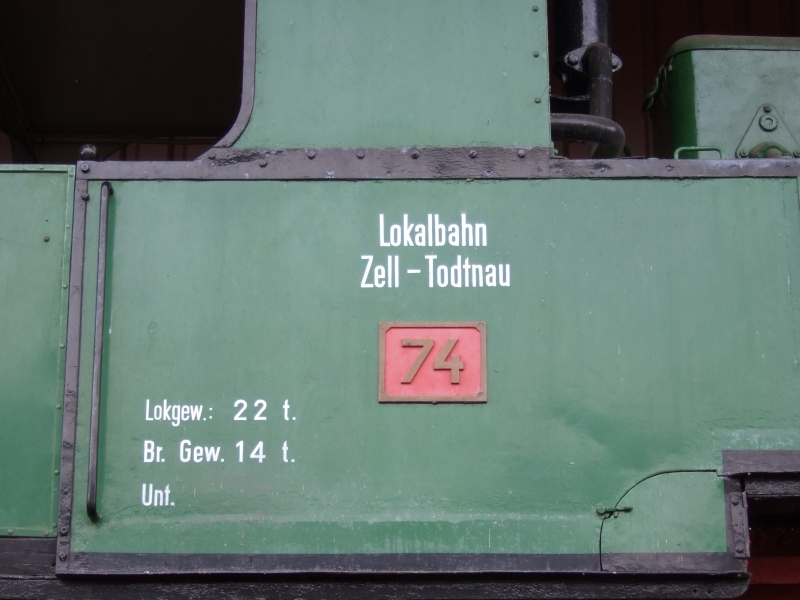 Lokalbahn
Zell - Todtnau
74
Lokgew.: 22 t.
Br. Gew. 14 t.
Unt.